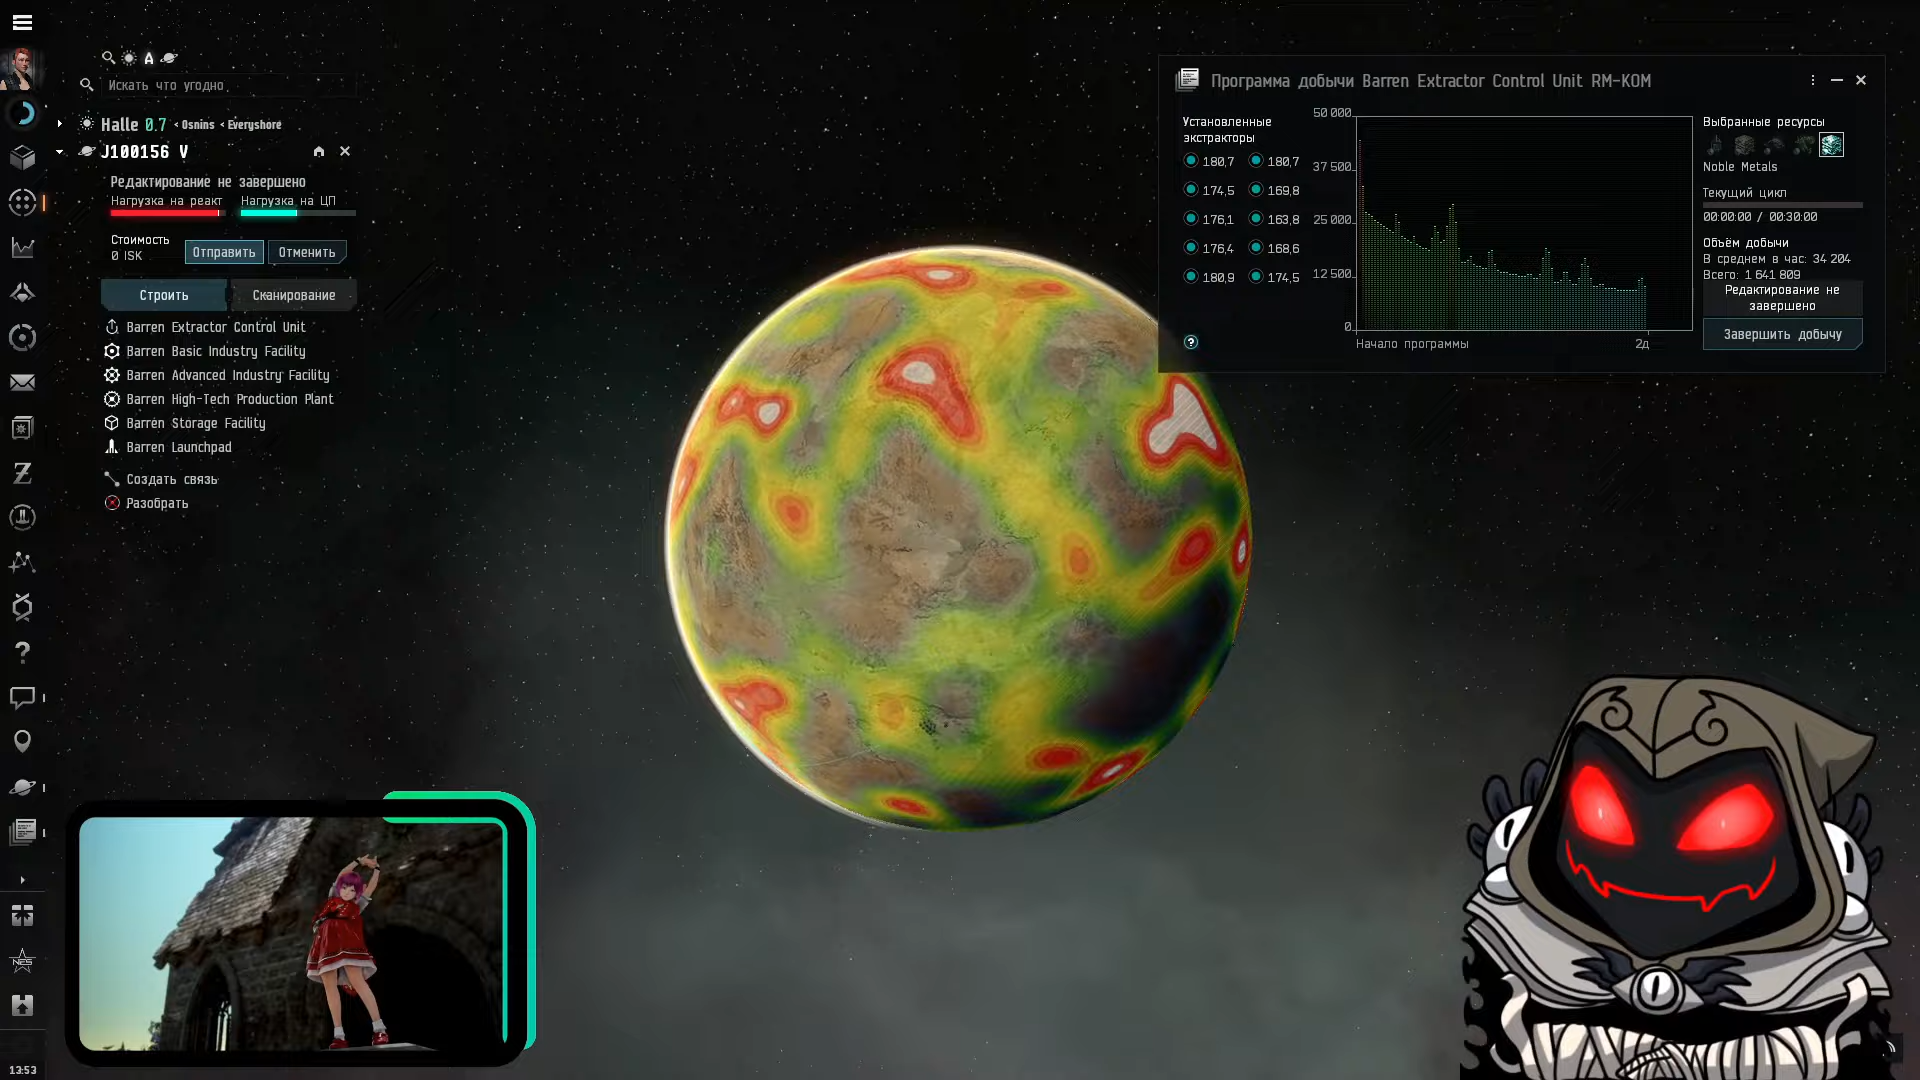 Искать что угодно
Halle 0.7 < Osnins < Everyshore
J100156 V
Редактирование не завершено
Нагрузка на реакт
Нагрузка на ЦП
Стоимость
0 ISK
Отправить
Отменить
Строить
Сканирование
Barren Extractor Control Unit
Barren Basic Industry Facility
Barren Advanced Industry Facility
Barren High-Tech Production Plant
Barren Storage Facility
Barren Launchpad
Создать связь
Разобрать
NES
13:53
Программа добычи Barren Extractor Control Unit RM-KOM
Установленные
экстракторы
180,7 180,7
174,5 169,8
176,1 163,8
176,4 168,6
180,9 174,5
50 000
37 500
25 000
12 500
0
Начало программы
2д
Выбранные ресурсы
Noble Metals
Текущий цикл
00:00:00 / 00:30:00
Объём добычи
В среднем в час: 34 204
Всего: 1 641 809
Редактирование не
завершено
Завершить добычу